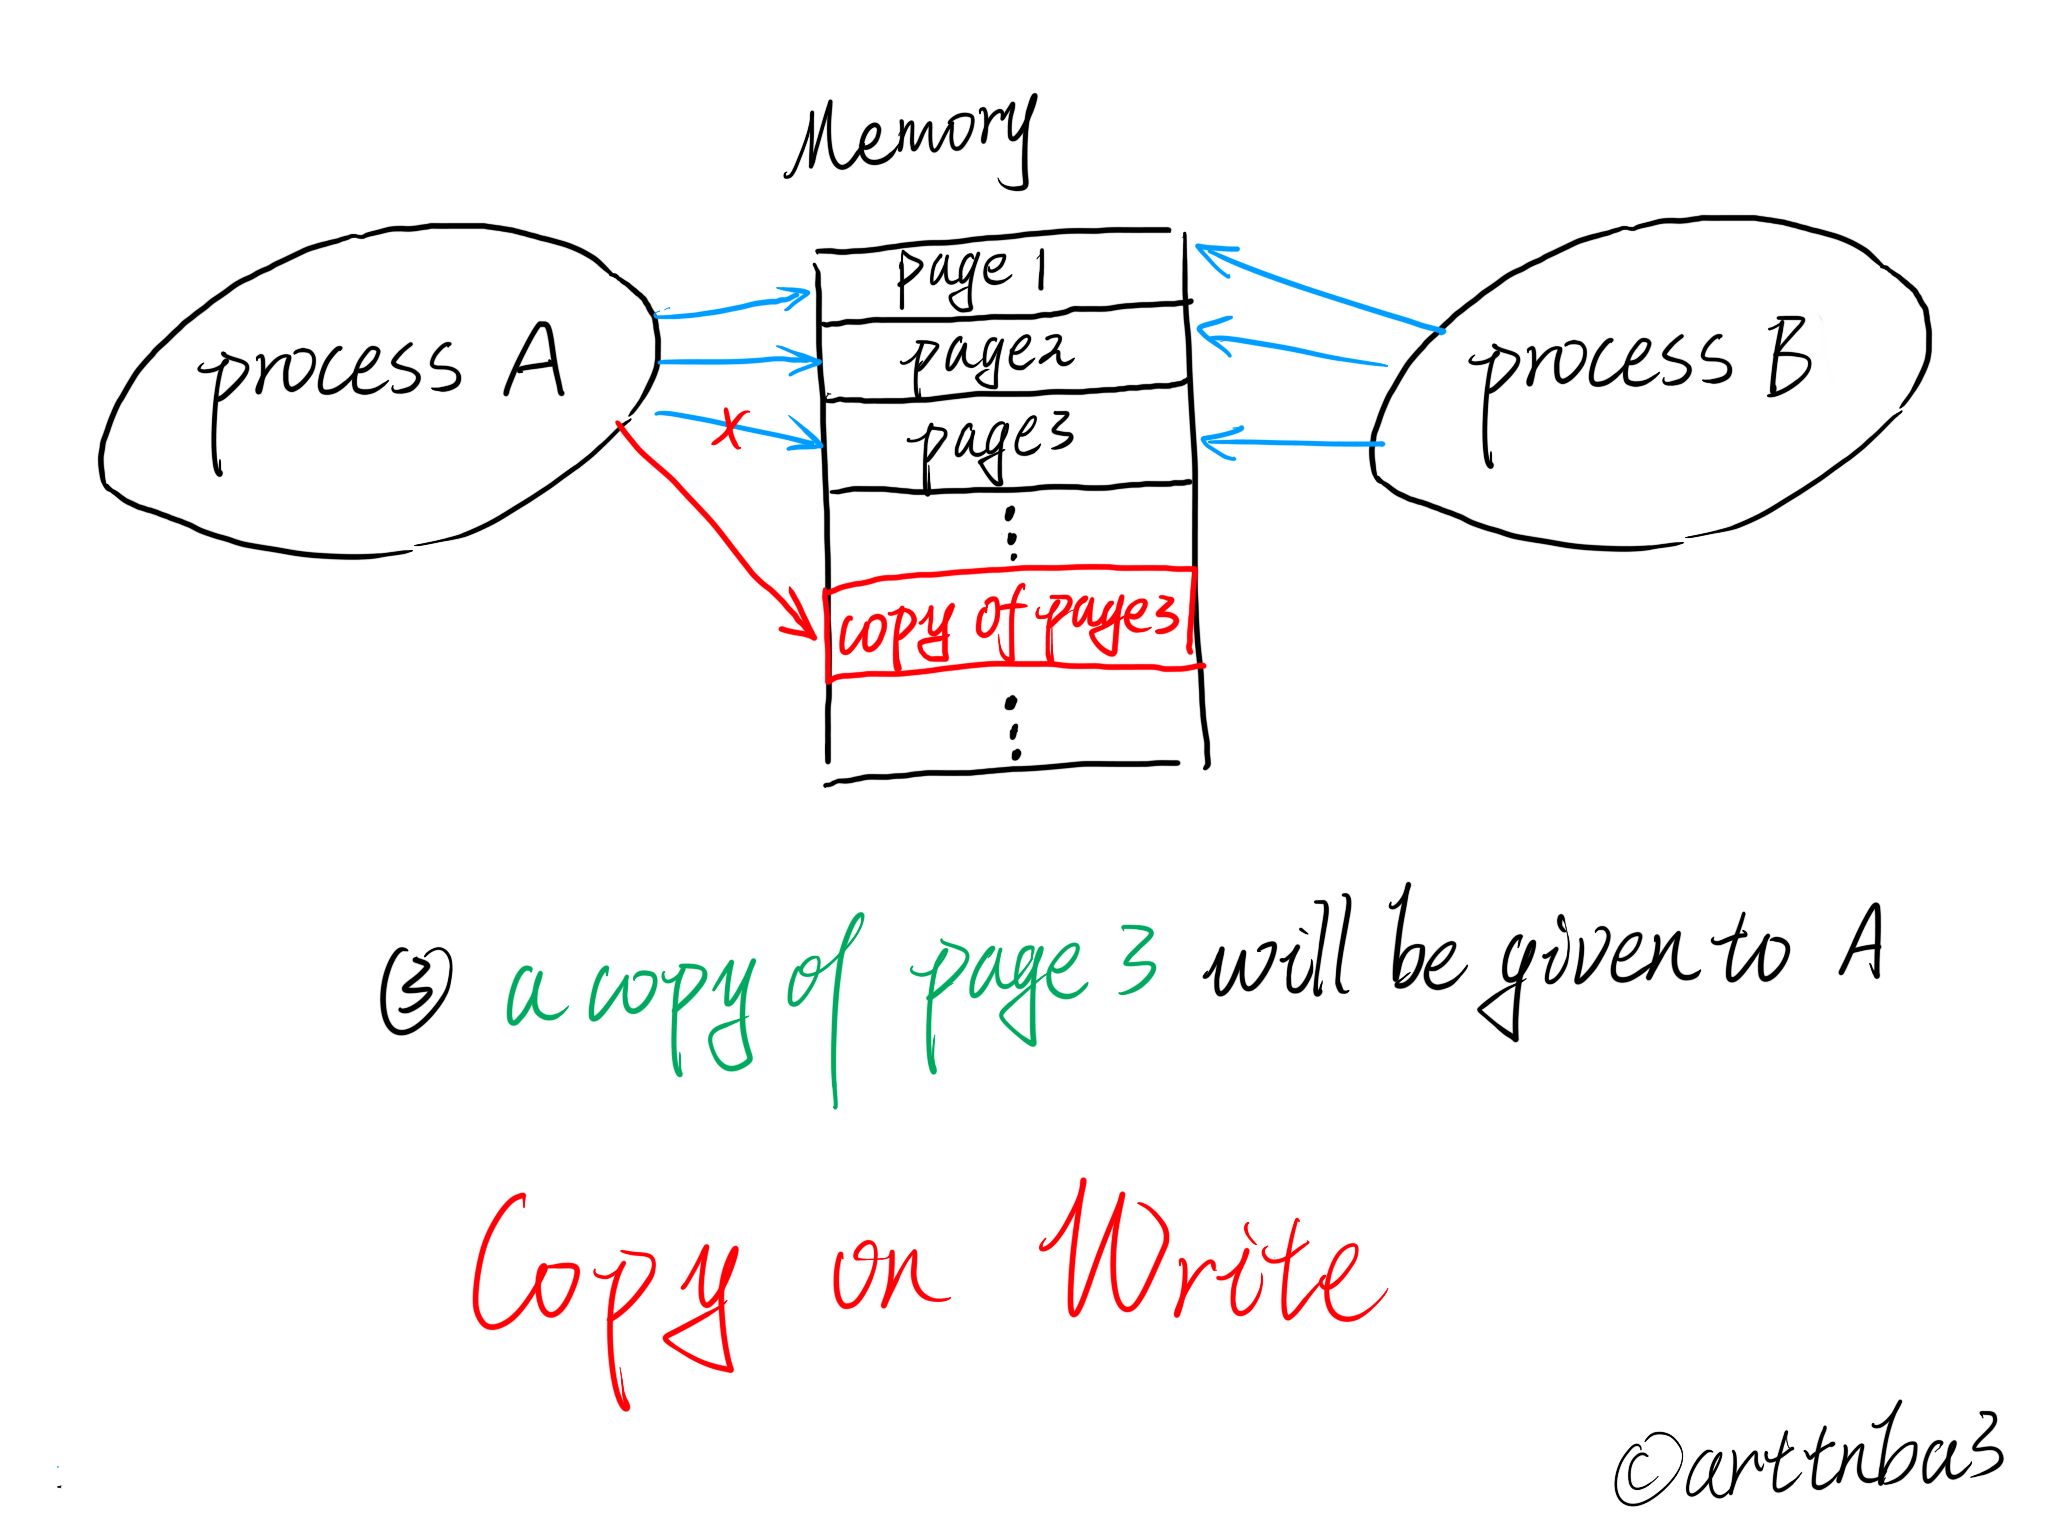 Memory
process A
page 1
page2
page3
copy of page3
process B
③ a copy of page 3 will be given to A
Copy on Write
©arttnba3